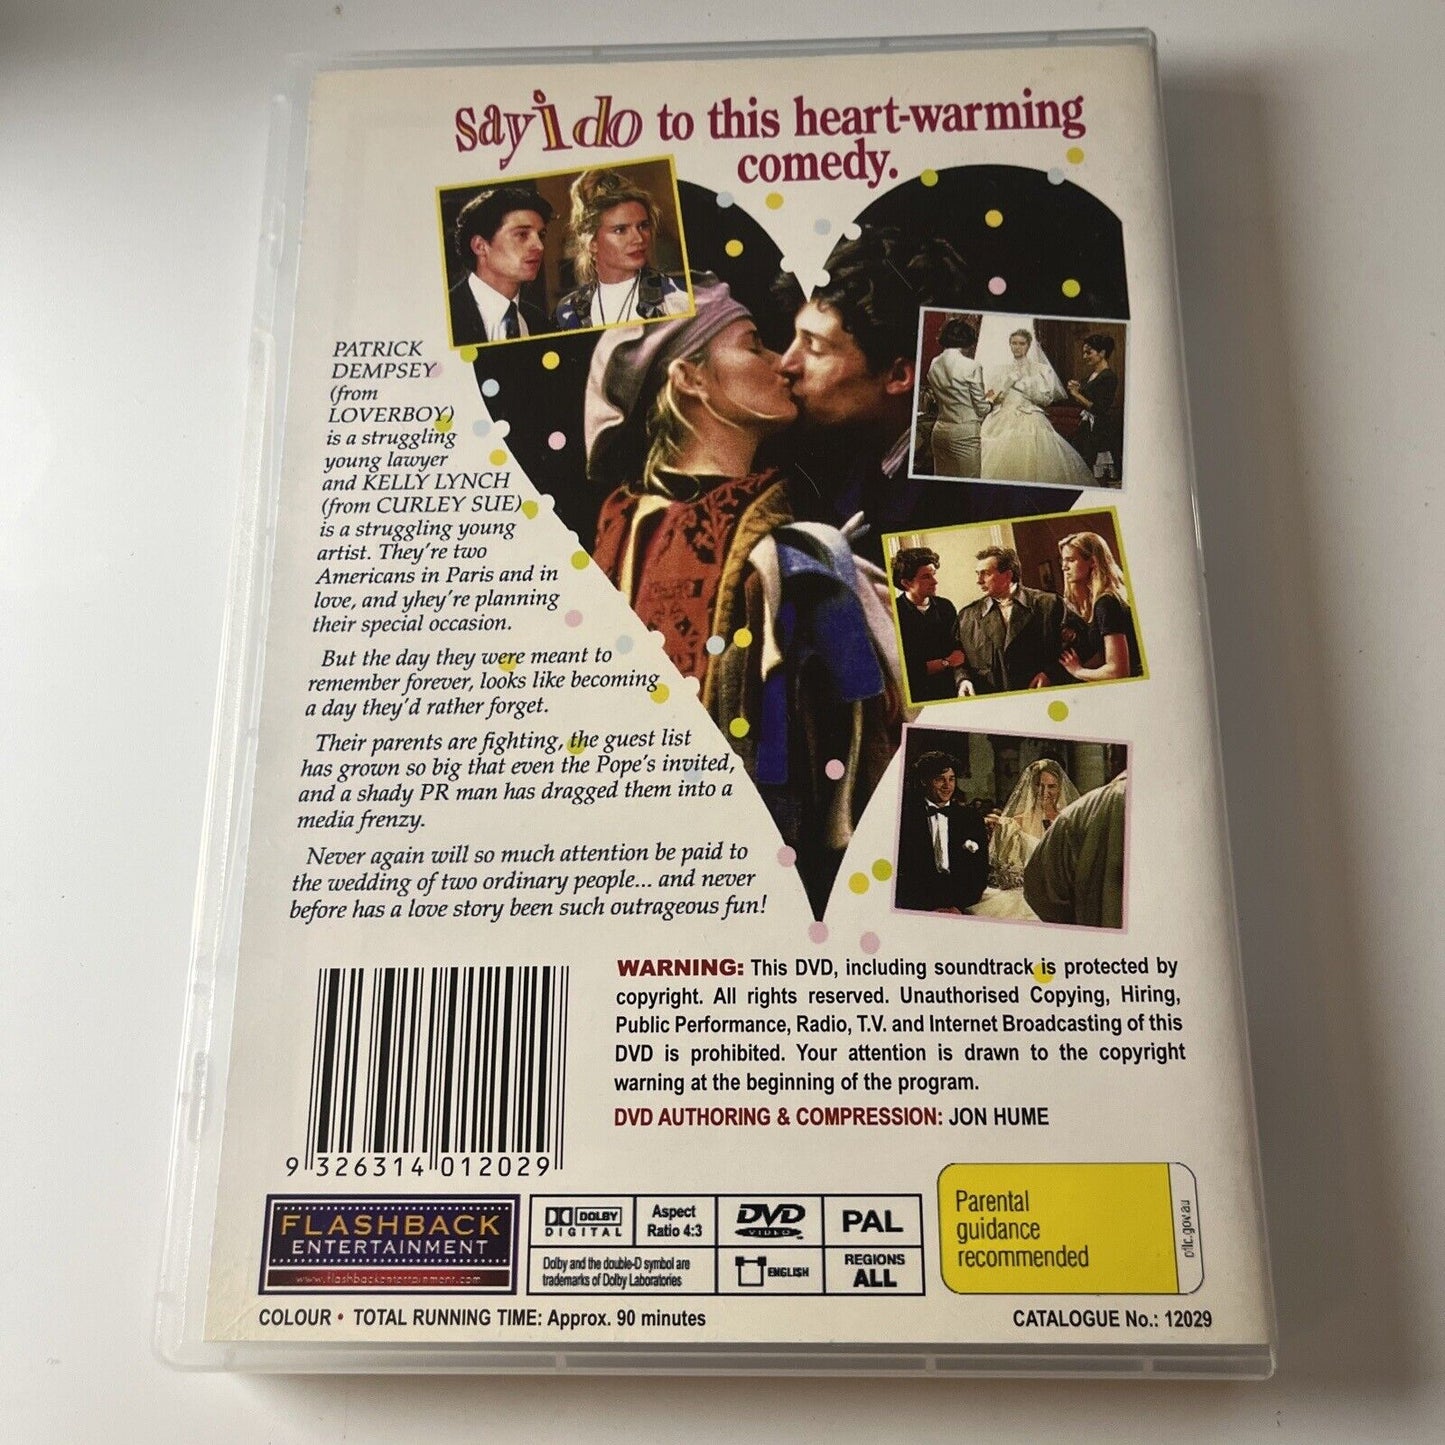 say i do to this heart-warming
comedy.
PATRICK
DEMPSEY
(from
LOVERBOY)
is a struggling
young lawyer
and KELLY LYNCH
(from CURLEY SUE)
is a struggling young
artist. They're two
Americans in Paris and in
love, and yhey're planning
their special occasion.
But the day they were meant to
remember forever, looks like becoming
a day they'd rather forget.
Their parents are fighting, the guest list
has grown so big that even the Pope's invited,
and a shady PR man has dragged them into a
media frenzy.
Never again will so much attention be paid to
the wedding of two ordinary people... and never
before has a love story been such outrageous fun!
WARNING: This DVD, including soundtrack is protected by
copyright. All rights reserved. Unauthorised Copying, Hiring,
Public Performance, Radio, T.V. and Internet Broadcasting of this
DVD is prohibited. Your attention is drawn to the copyright
warning at the beginning of the program.
DVD AUTHORING & COMPRESSION: JON HUME
9 326314 012029
FLASHBACK
ENTERTAINMENT
www.flashbackentertainment.com
DOLBY
DIGITAL
Aspect
Ratio 4:3
DVD
VIDEO
PAL
Dolby and the double-D symbol are
trademarks of Dolby Laboratories
ENGLISH
REGIONS
ALL
Parental
guidance
recommended
oflc.gov.au
COLOUR • TOTAL RUNNING TIME: Approx. 90 minutes
CATALOGUE No.: 12029